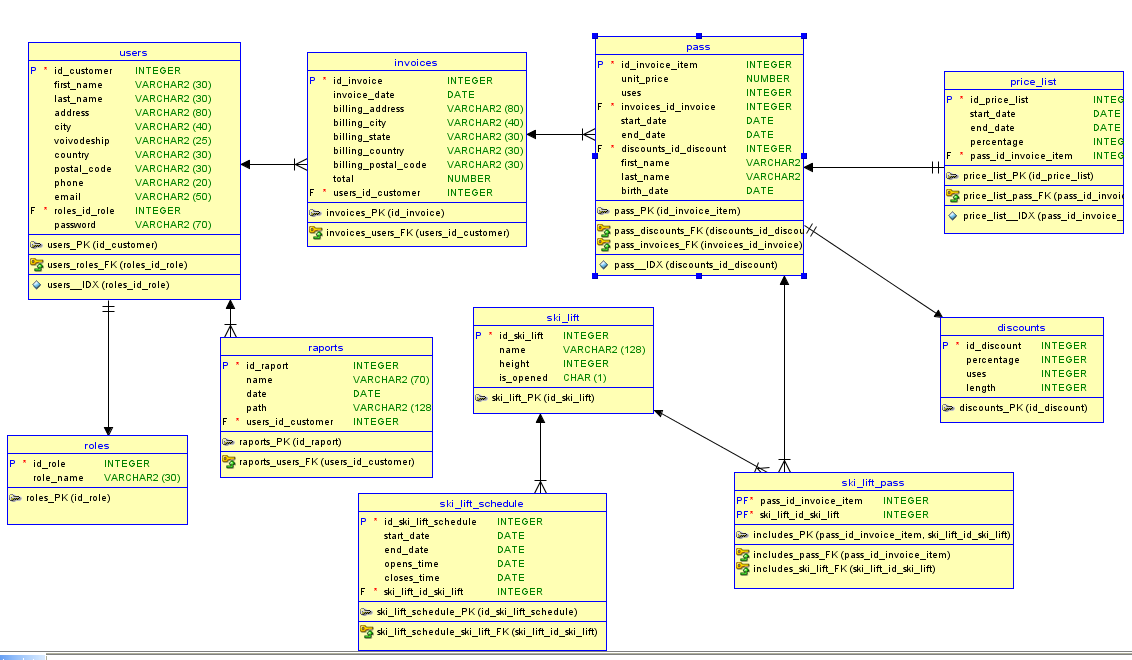 users
P * id_customer INTEGER
first_name VARCHAR2 (30)
last_name VARCHAR2 (30)
address VARCHAR2 (80)
city VARCHAR2 (40)
voivodeship VARCHAR2 (25)
country VARCHAR2 (30)
postal_code VARCHAR2 (30)
phone VARCHAR2 (20)
email VARCHAR2 (50)
F * roles_id_role INTEGER
password VARCHAR2 (70)
users_PK (id_customer)
users_roles_FK (roles_id_role)
users__IDX (roles_id_role)
invoices
P * id_invoice INTEGER
invoice_date DATE
billing_address VARCHAR2 (80)
billing_city VARCHAR2 (40)
billing_state VARCHAR2 (30)
billing_country VARCHAR2 (30)
billing_postal_code VARCHAR2 (30)
total NUMBER
F * users_id_customer INTEGER
invoices_PK (id_invoice)
invoices_users_FK (users_id_customer)
pass
P * id_invoice_item INTEGER
unit_price NUMBER
uses INTEGER
F * invoices_id_invoice INTEGER
start_date DATE
end_date DATE
F * discounts_id_discount INTEGER
first_name VARCHAR2
last_name VARCHAR2
birth_date DATE
pass_PK (id_invoice_item)
pass_discounts_FK (discounts_id_discou
pass_invoices_FK (invoices_id_invoice)
pass__IDX (discounts_id_discount)
price_list
P * id_price_list INTEG
start_date DATE
end_date DATE
percentage INTEG
F * pass_id_invoice_item INTEG
price_list_PK (id_price_list)
price_list_pass_FK (pass_id_invoi
price_list__IDX (pass_id_invoice_
raports
P * id_raport INTEGER
name VARCHAR2 (70)
date DATE
path VARCHAR2 (128
F * users_id_customer INTEGER
raports_PK (id_raport)
raports_users_FK (users_id_customer)
ski_lift
P * id_ski_lift INTEGER
name VARCHAR2 (128)
height INTEGER
is_opened CHAR (1)
ski_lift_PK (id_ski_lift)
discounts
P * id_discount INTEGER
percentage INTEGER
uses INTEGER
length INTEGER
discounts_PK (id_discount)
roles
P * id_role INTEGER
role_name VARCHAR2 (30)
roles_PK (id_role)
ski_lift_schedule
P * id_ski_lift_schedule INTEGER
start_date DATE
end_date DATE
opens_time DATE
closes_time DATE
F * ski_lift_id_ski_lift INTEGER
ski_lift_schedule_PK (id_ski_lift_schedule)
ski_lift_schedule_ski_lift_FK (ski_lift_id_ski_lift)
ski_lift_pass
PF* pass_id_invoice_item INTEGER
PF* ski_lift_id_ski_lift INTEGER
includes_PK (pass_id_invoice_item, ski_lift_id_ski_lift)
includes_pass_FK (pass_id_invoice_item)
includes_ski_lift_FK (ski_lift_id_ski_lift)